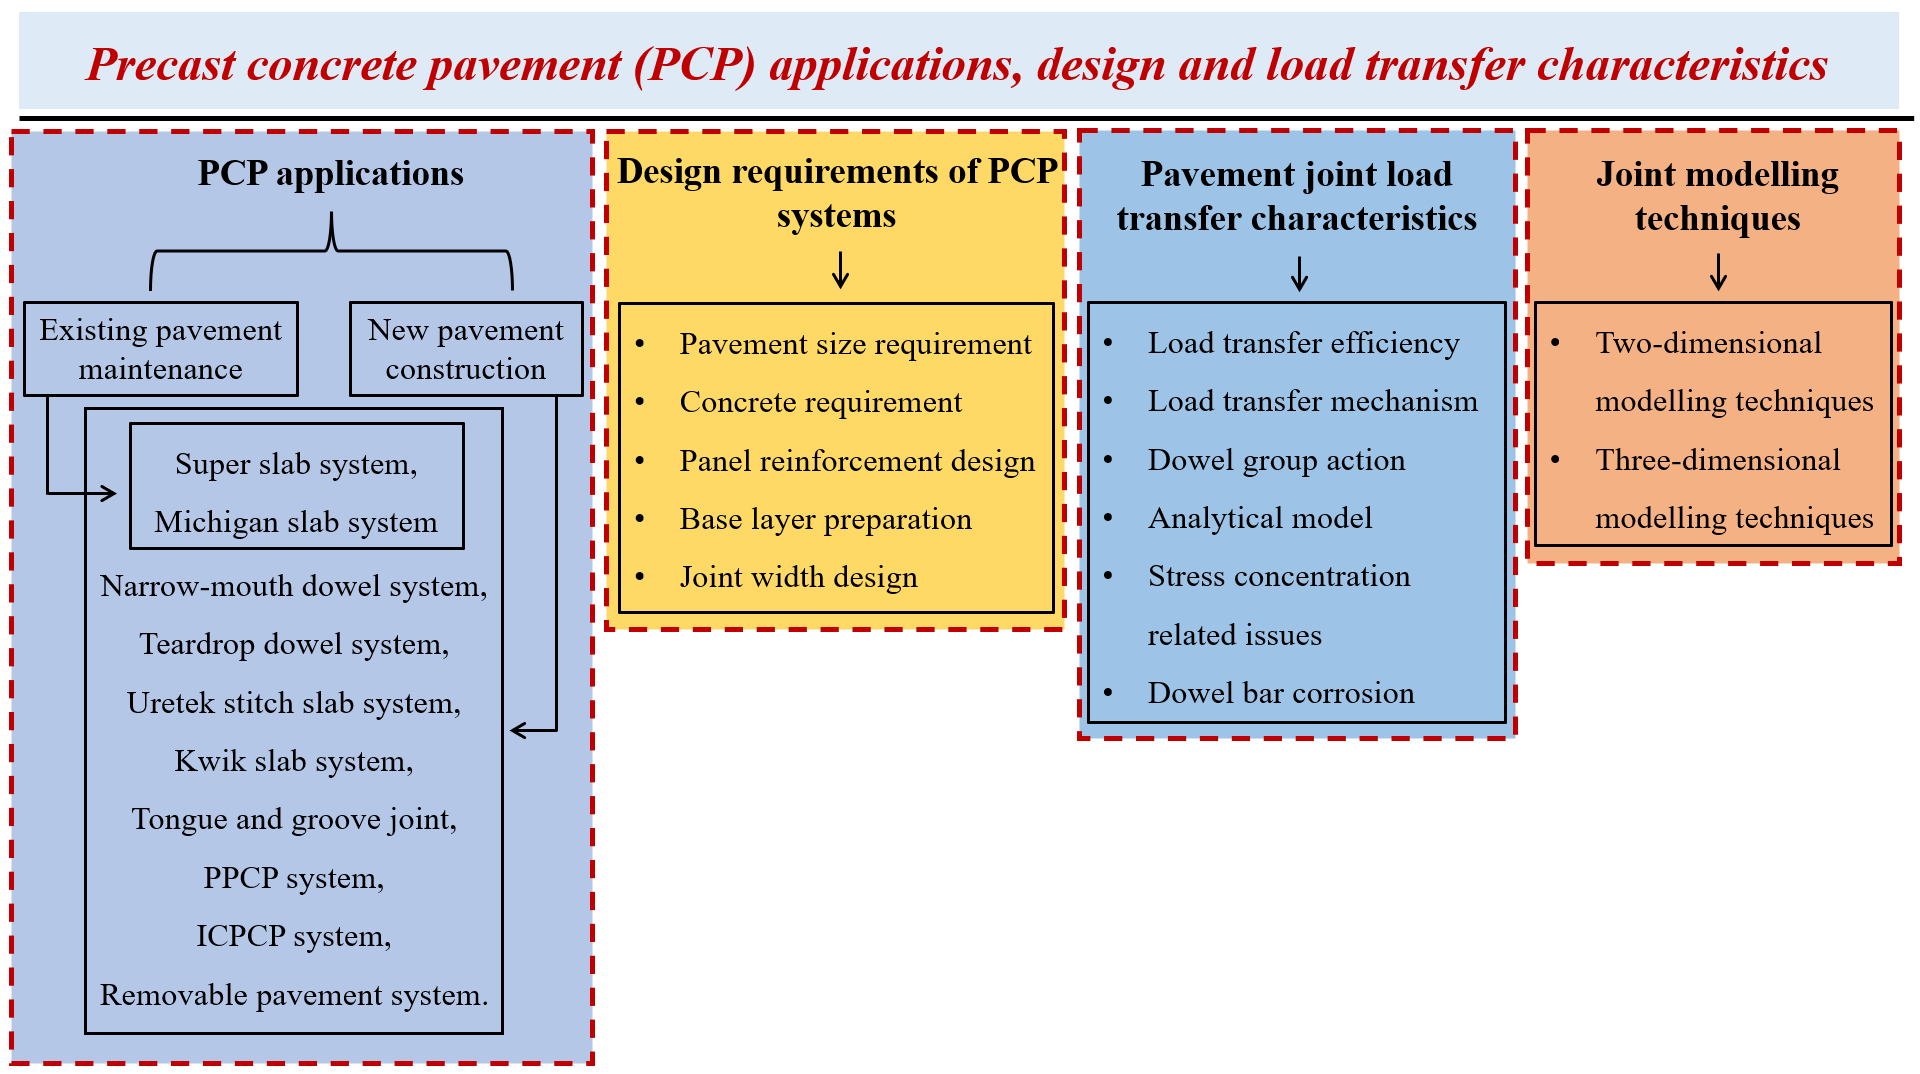 Precast concrete pavement (PCP) applications, design and load transfer characteristics
PCP applications
Existing pavement
maintenance
New pavement
construction
Super slab system,
Michigan slab system
Narrow-mouth dowel system,
Teardrop dowel system,
Uretek stitch slab system,
Kwik slab system,
Tongue and groove joint,
PPCP system,
ICPCP system,
Removable pavement system.
Design requirements of PCP
systems
• Pavement size requirement
• Concrete requirement
• Panel reinforcement design
• Base layer preparation
• Joint width design
Pavement joint load
transfer characteristics
• Load transfer efficiency
• Load transfer mechanism
• Dowel group action
• Analytical model
• Stress concentration
related issues
• Dowel bar corrosion
Joint modelling
techniques
• Two-dimensional
modelling techniques
• Three-dimensional
modelling techniques